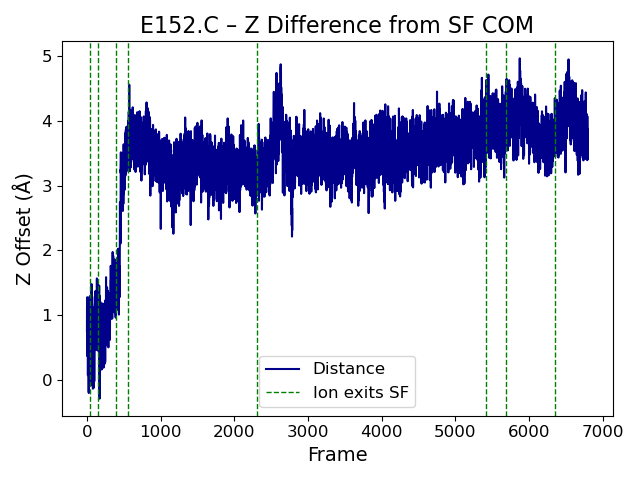 E152.C – Z Difference from SF COM
Z Offset (Å)
5
4
3
2
1
0
Distance
Ion exits SF
0 1000 2000 3000 4000 5000 6000 7000
Frame